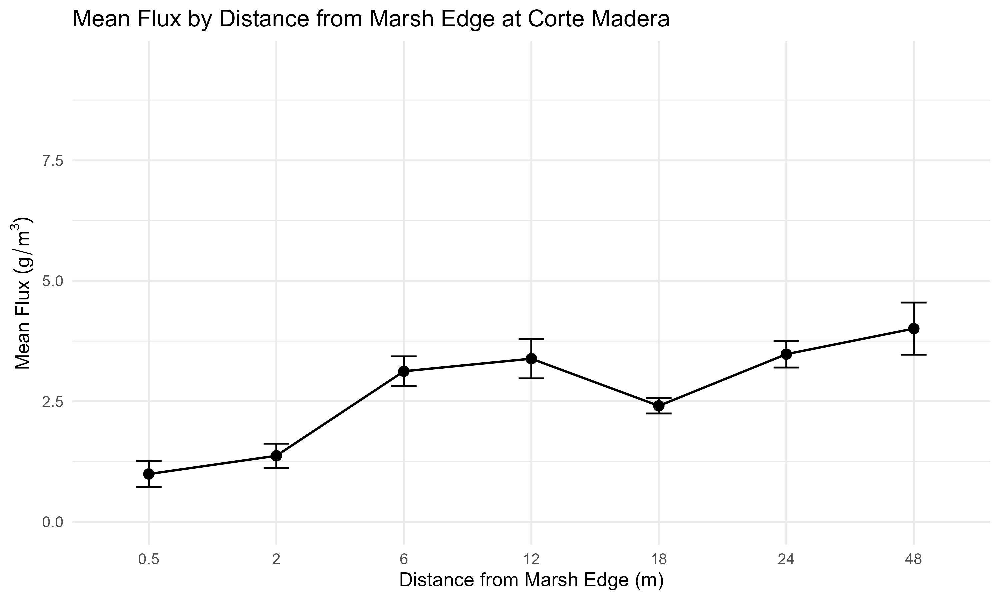 Mean Flux by Distance from Marsh Edge at Corte Madera
Mean Flux (g/m³)
7.5
5.0
2.5
0.0
0.5 2 6 12 18 24 48
Distance from Marsh Edge (m)